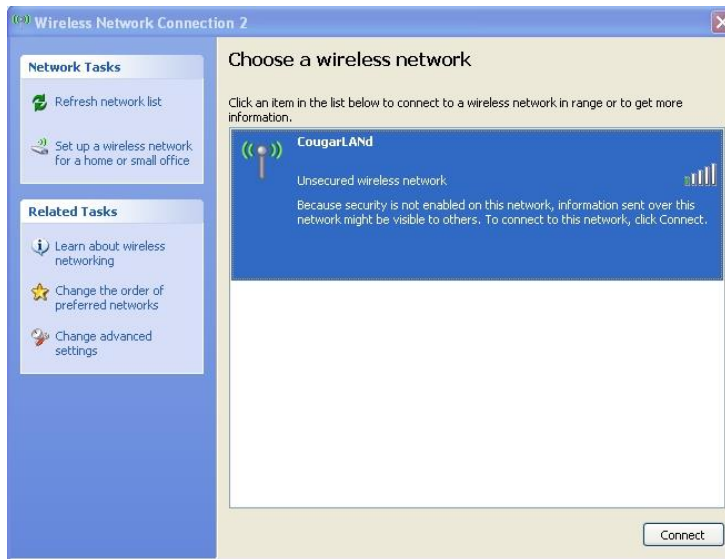 Wireless Network Connection 2
Network Tasks
Refresh network list
Set up a wireless network
for a home or small office
Related Tasks
Learn about wireless
networking
Change the order of
preferred networks
Change advanced
settings
Choose a wireless network
Click an item in the list below to connect to a wireless network in range or to get more
information.
CougarLANd
Unsecured wireless network
Because security is not enabled on this network, information sent over this
network might be visible to others. To connect to this network, click Connect.
Connect